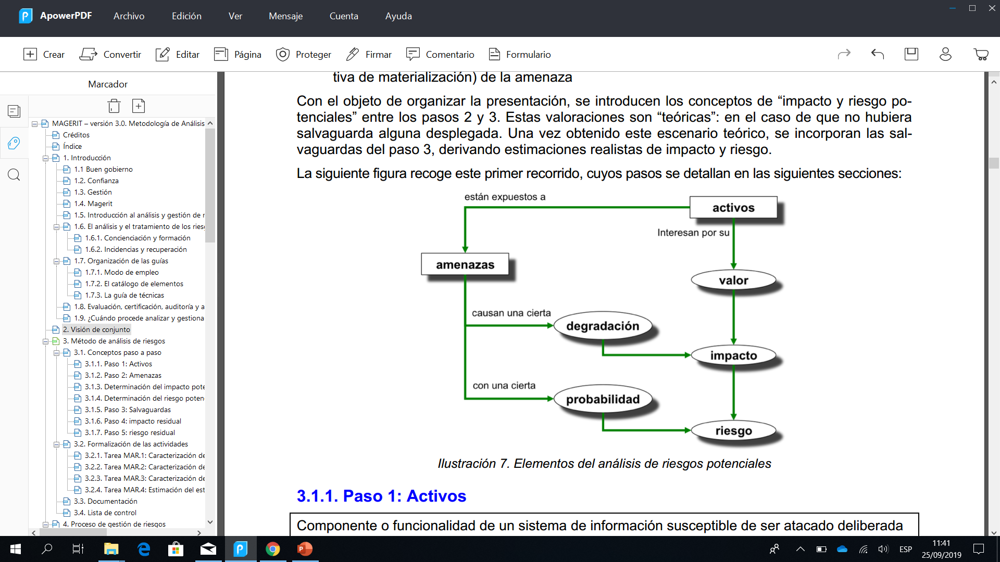 ApowerPDF Archivo Edición Ver Mensaje Cuenta Ayuda
Crear Convertir Editar Página Proteger Firmar Comentario Formulario
Marcador
MAGERIT – versión 3.0. Metodología de Análisis
Créditos
Índice
1. Introducción
1.1 Buen gobierno
1.2. Confianza
1.3. Gestión
1.4. Magerit
1.5. Introducción al análisis y gestión de r
1.6. El análisis y el tratamiento de los ries
1.6.1. Concienciación y formación
1.6.2. Incidencias y recuperación
1.7. Organización de las guías
1.7.1. Modo de empleo
1.7.2. El catálogo de elementos
1.7.3. La guía de técnicas
1.8. Evaluación, certificación, auditoría y a
1.9. ¿Cuándo procede analizar y gestiona
2. Visión de conjunto
3. Método de análisis de riesgos
3.1. Conceptos paso a paso
3.1.1. Paso 1: Activos
3.1.2. Paso 2: Amenazas
3.1.3. Determinación del impacto pote
3.1.4. Determinación del riesgo poten
3.1.5. Paso 3: Salvaguardas
3.1.6. Paso 4: impacto residual
3.1.7. Paso 5: riesgo residual
3.2. Formalización de las actividades
3.2.1. Tarea MAR.1: Caracterización de
3.2.2. Tarea MAR.2: Caracterización de
3.2.3. Tarea MAR.3: Caracterización de
3.2.4. Tarea MAR.4: Estimación del est
3.3. Documentación
3.4. Lista de control
4. Proceso de gestión de riesgos
tiva de materialización) de la amenaza
Con el objeto de organizar la presentación, se introducen los conceptos de “impacto y riesgo po-
tenciales” entre los pasos 2 y 3. Estas valoraciones son “teóricas”: en el caso de que no hubiera
salvaguarda alguna desplegada. Una vez obtenido este escenario teórico, se incorporan las sal-
vaguardas del paso 3, derivando estimaciones realistas de impacto y riesgo.
La siguiente figura recoge este primer recorrido, cuyos pasos se detallan en las siguientes secciones:
están expuestos a
activos
Interesan por su
amenazas
valor
causan una cierta
degradación
impacto
con una cierta
probabilidad
riesgo
Ilustración 7. Elementos del análisis de riesgos potenciales
3.1.1. Paso 1: Activos
Componente o funcionalidad de un sistema de información susceptible de ser atacado deliberada
ESP
11:41
25/09/2019